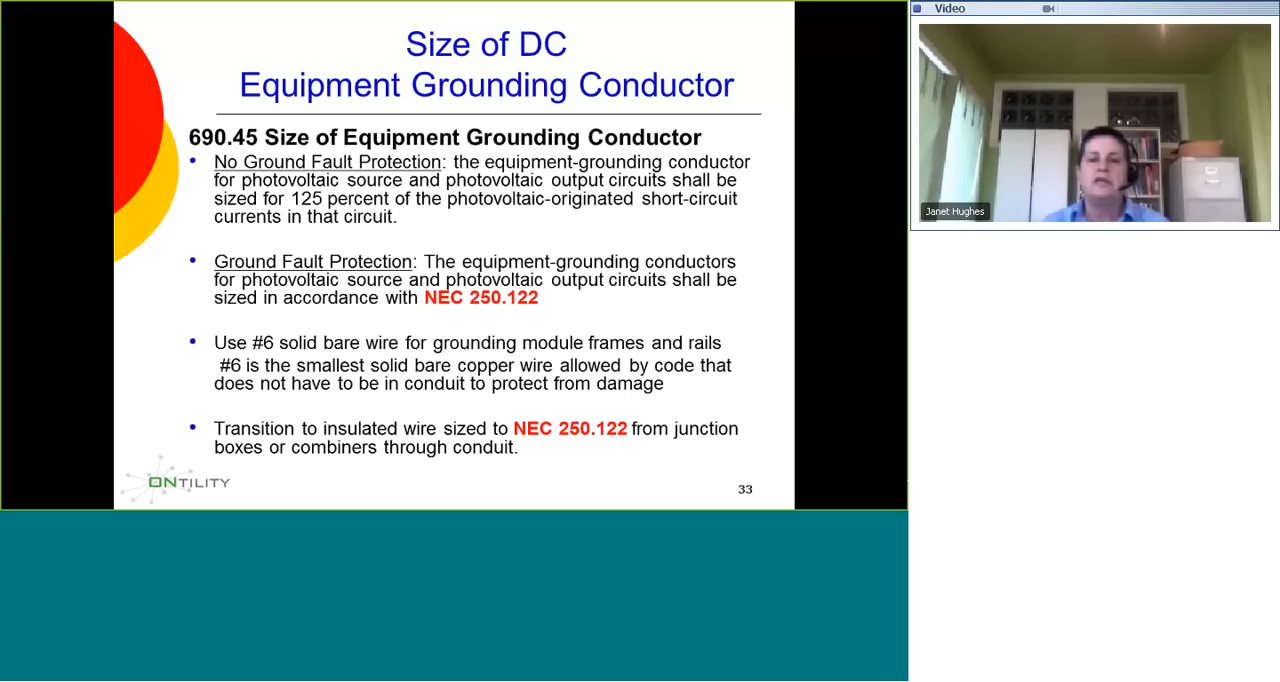 Size of DC
Equipment Grounding Conductor
690.45 Size of Equipment Grounding Conductor
• No Ground Fault Protection: the equipment-grounding conductor
for photovoltaic source and photovoltaic output circuits shall be
sized for 125 percent of the photovoltaic-originated short-circuit
currents in that circuit.
• Ground Fault Protection: The equipment-grounding conductors
for photovoltaic source and photovoltaic output circuits shall be
sized in accordance with NEC 250.122
• Use #6 solid bare wire for grounding module frames and rails
#6 is the smallest solid bare copper wire allowed by code that
does not have to be in conduit to protect from damage
• Transition to insulated wire sized to NEC 250.122 from junction
boxes or combiners through conduit.
ONTILITY
33
Video
Janet Hughes